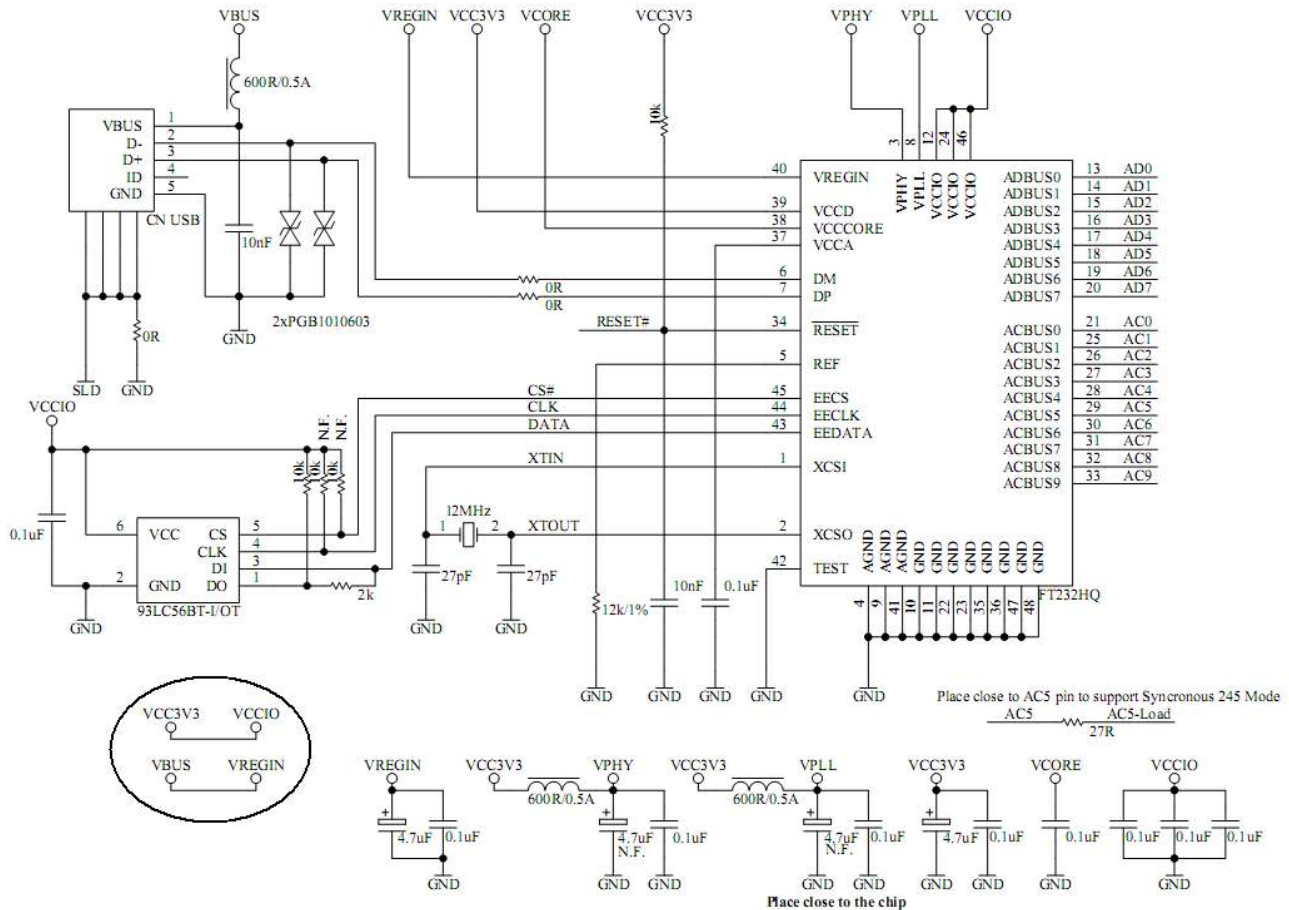 VBUS
VREGIN
VCC3V3
VCORE
VCC3V3
VPHY
VPLL
VCCIO
600R/0.5A
10k
VBUS 1
D- 2
D+ 3
ID 4
GND 5
CN USB
10nF
2xPGB1010603
GND
0R
SLD
GND
0R
0R
RESET#
CS#
CLK
DATA
XTIN
XTOUT
3
8
12
24
46
VPHY
VPLL
VCCIO
VCCIO
VCCIO
40 VREGIN
39 VCCD
38 VCCCORE
37 VCCA
6 DM
7 DP
34 RESET
5 REF
45 EECS
44 EECLK
43 EEDATA
1 XCSI
2 XCSO
42 TEST
ADBUS0 13 AD0
ADBUS1 14 AD1
ADBUS2 15 AD2
ADBUS3 16 AD3
ADBUS4 17 AD4
ADBUS5 18 AD5
ADBUS6 19 AD6
ADBUS7 20 AD7
ACBUS0 21 AC0
ACBUS1 25 AC1
ACBUS2 26 AC2
ACBUS3 27 AC3
ACBUS4 28 AC4
ACBUS5 29 AC5
ACBUS6 30 AC6
ACBUS7 31 AC7
ACBUS8 32 AC8
ACBUS9 33 AC9
AGND
AGND
AGND
GND
GND
GND
GND
GND
GND
GND
GND
4
9
41
10
11
22
23
35
36
47
48
FT232HQ
GND
VCCIO
N.F.
N.F.
10k
10k
10k
0.1uF
6 VCC
2 GND
CS 5
CLK 4
DI 3
DO 1
93LC56BT-I/OT
2k
GND
12MHz
1
2
27pF
27pF
GND
GND
12k/1%
GND
10nF
GND
0.1uF
GND
GND
Place close to AC5 pin to support Syncronous 245 Mode
AC5
AC5-Load
27R
VCC3V3
VCCIO
VBUS
VREGIN
VREGIN
+
4.7uF
0.1uF
GND
VCC3V3
600R/0.5A
VPHY
+
4.7uF
N.F.
0.1uF
GND
GND
VCC3V3
600R/0.5A
VPLL
+
4.7uF
N.F.
0.1uF
GND
GND
VCC3V3
+
4.7uF
0.1uF
GND
GND
VCORE
0.1uF
GND
VCCIO
0.1uF
0.1uF
0.1uF
GND
Place close to the chip